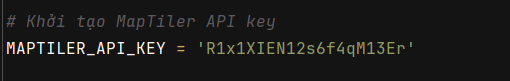 # Khởi tạo MapTiler API key
MAPTILER_API_KEY = 'R1x1XIEN12s6f4qM13Er'